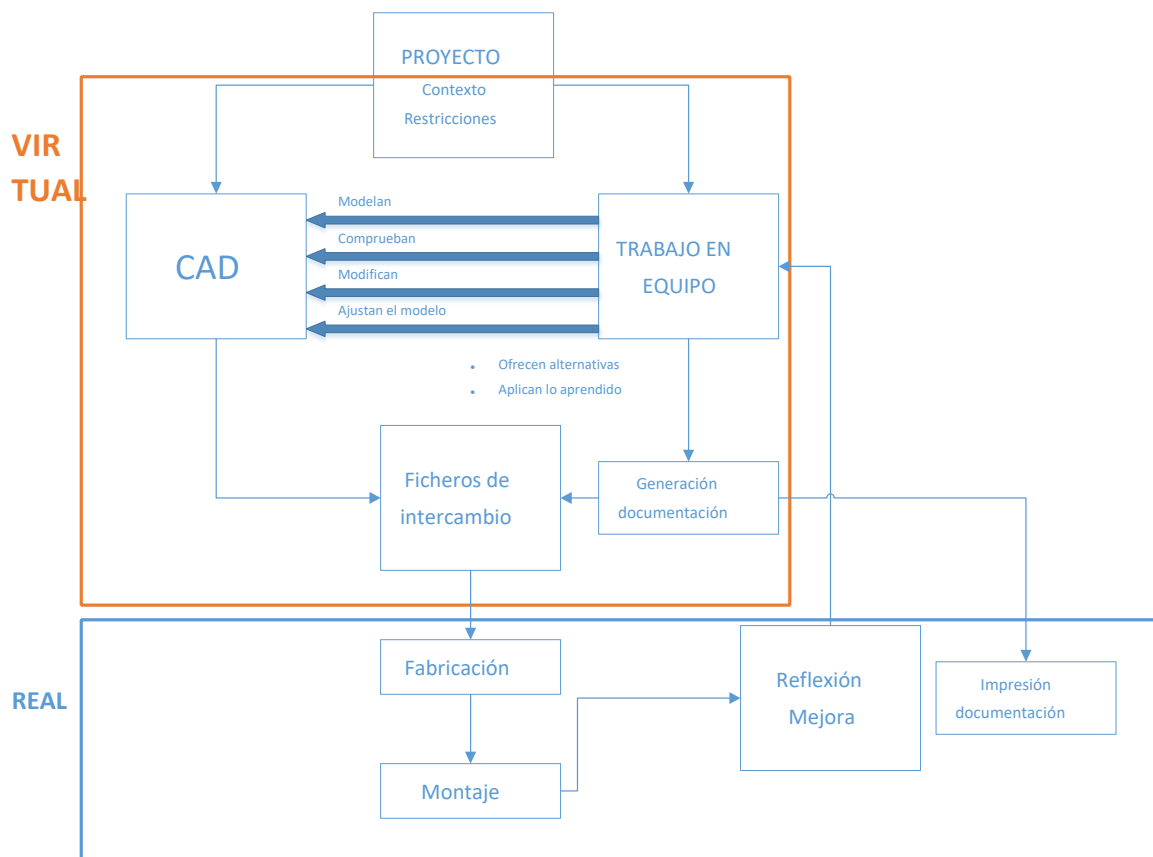 PROYECTO
Contexto
Restricciones
VIR
TUAL
CAD
Modelan
Comprueban
Modifican
Ajustan el modelo
TRABAJO EN
EQUIPO
• Ofrecen alternativas
• Aplican lo aprendido
Ficheros de
intercambio
Generación
documentación
REAL
Fabricación
Montaje
Reflexión
Mejora
Impresión
documentación